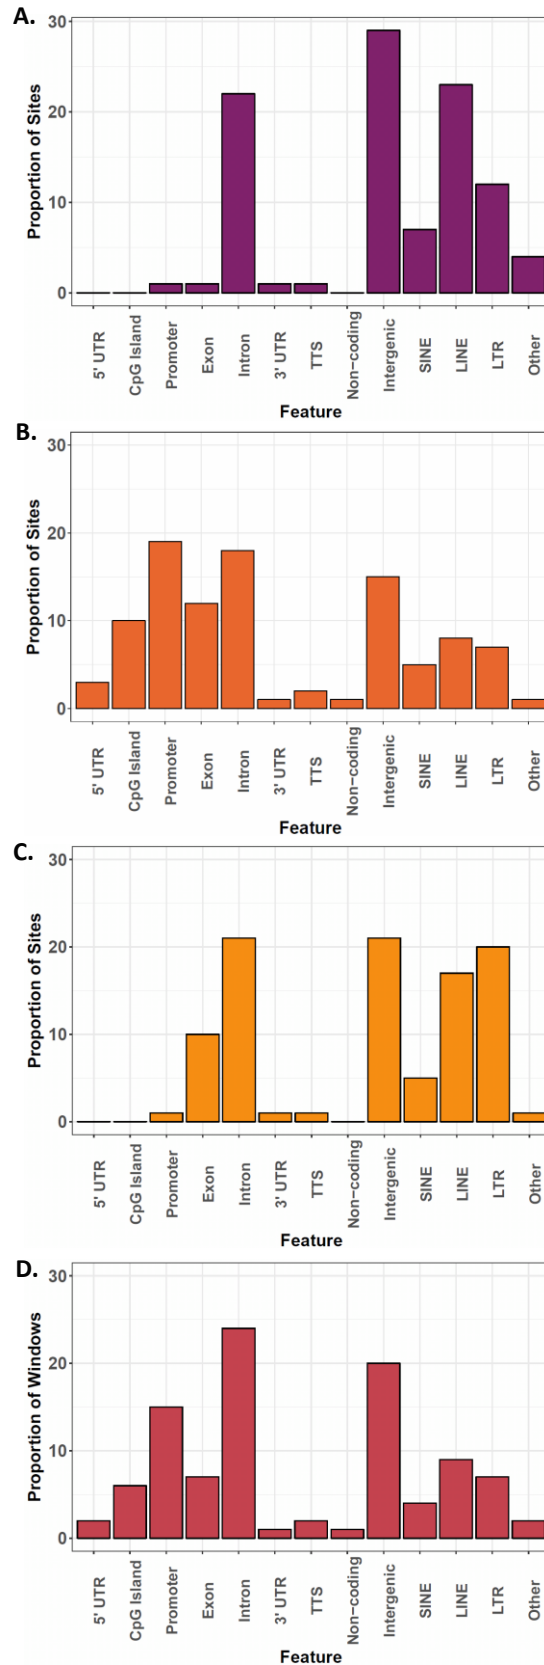 A.
Proportion of Sites
30
20
10
0
5' UTR
CpG Island
Promoter
Exon
Intron
3' UTR
TTS
Non-coding
Intergenic
SINE
LINE
LTR
Other
Feature
B.
Proportion of Sites
30
20
10
0
5' UTR
CpG Island
Promoter
Exon
Intron
3' UTR
TTS
Non-coding
Intergenic
SINE
LINE
LTR
Other
Feature
C.
Proportion of Sites
30
20
10
0
5' UTR
CpG Island
Promoter
Exon
Intron
3' UTR
TTS
Non-coding
Intergenic
SINE
LINE
LTR
Other
Feature
D.
Proportion of Windows
30
20
10
0
5' UTR
CpG Island
Promoter
Exon
Intron
3' UTR
TTS
Non-coding
Intergenic
SINE
LINE
LTR
Other
Feature